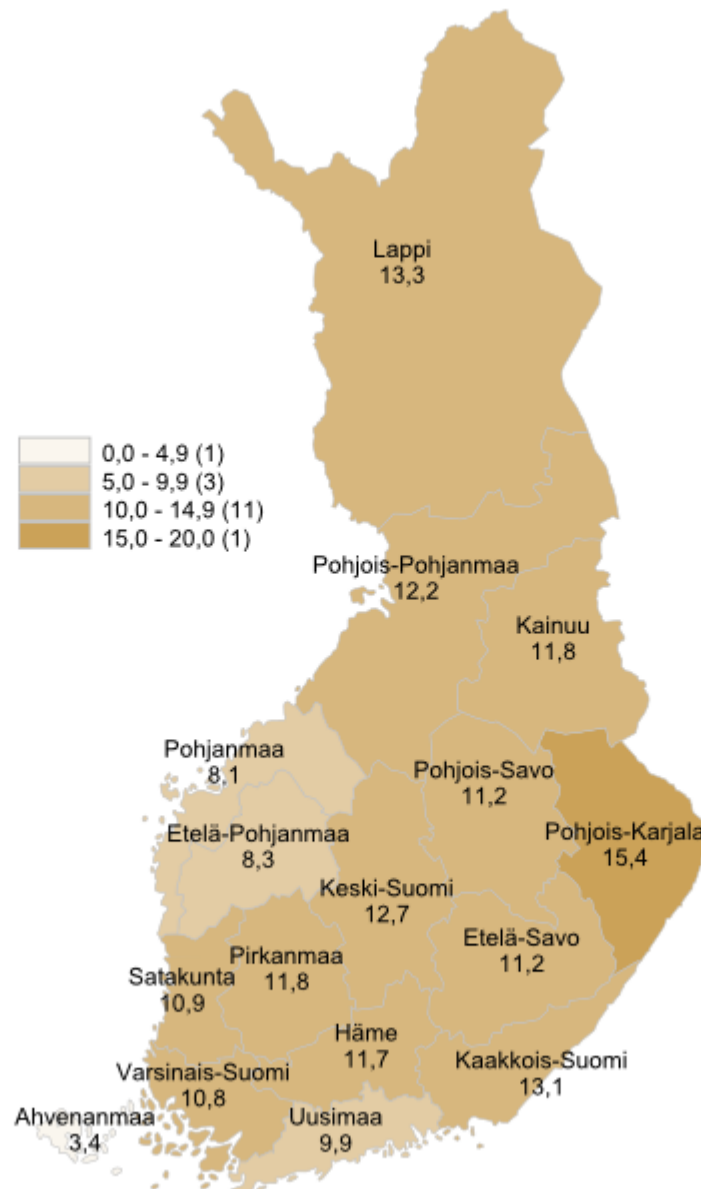 Lappi
13,3
0,0 - 4,9 (1)
5,0 - 9,9 (3)
10,0 - 14,9 (11)
15,0 - 20,0 (1)
Pohjois-Pohjanmaa
12,2
Kainuu
11,8
Pohjanmaa
8,1
Pohjois-Savo
11,2
Etelä-Pohjanmaa
8,3
Pohjois-Karjala
15,4
Keski-Suomi
12,7
Etelä-Savo
11,2
Pirkanmaa
11,8
Satakunta
10,9
Häme
11,7
Kaakkois-Suomi
13,1
Varsinais-Suomi
10,8
Ahvenanmaa
3,4
Uusimaa
9,9